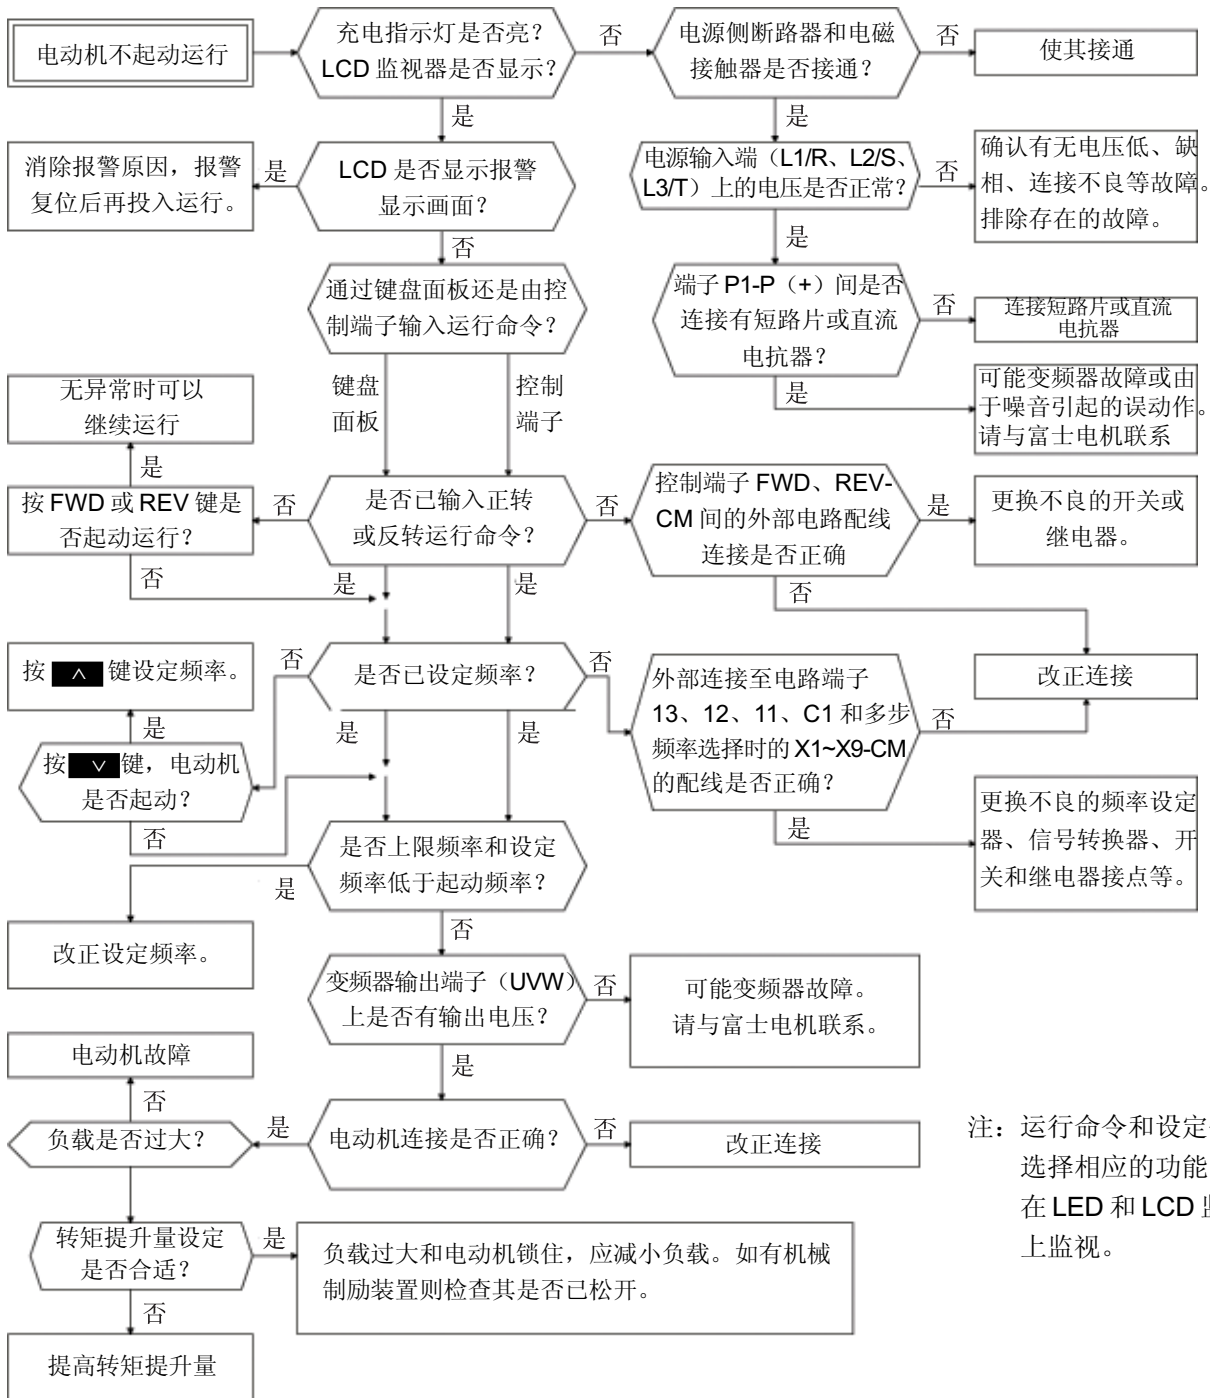 电动机不起动运行
充电指示灯是否亮？
LCD 监视器是否显示？
否
电源侧断路器和电磁
接触器是否接通？
否
使其接通
是
是
消除报警原因，报警
复位后再投入运行。
是
LCD 是否显示报警
显示画面？
电源输入端（L1/R、L2/S、
L3/T）上的电压是否正常？
否
确认有无电压低、缺
相、连接不良等故障。
排除存在的故障。
否
是
通过键盘面板还是由控
制端子输入运行命令？
端子 P1-P（+）间是否
连接有短路片或直流
电抗器？
否
连接短路片或直流
电抗器
是
可能变频器故障或由
于噪音引起的误动作。
请与富士电机联系
键盘
面板
控制
端子
无异常时可以
继续运行
是
按 FWD 或 REV 键是
否起动运行？
否
是否已输入正转
或反转运行命令？
否
控制端子 FWD、REV-
CM 间的外部电路配线
连接是否正确
是
更换不良的开关或
继电器。
否
是
是
否
按 ∧ 键设定频率。
否
是否已设定频率？
否
外部连接至电路端子
13、12、11、C1 和多步
频率选择时的 X1~X9-CM
的配线是否正确？
否
改正连接
是
是
是
按 ∨ 键，电动机
是否起动？
否
是
更换不良的频率设定
器、信号转换器、开
关和继电器接点等。
是否上限频率和设定
频率低于起动频率？
是
改正设定频率。
否
变频器输出端子（UVW）
上是否有输出电压？
否
可能变频器故障。
请与富士电机联系。
电动机故障
是
否
负载是否过大？
是
电动机连接是否正确？
否
改正连接
注：运行命令和设定
选择相应的功能
在 LED 和 LCD
上监视。
转矩提升量设定
是否合适？
是
负载过大和电动机锁住，应减小负载。如有机械
制励装置则检查其是否已松开。
否
提高转矩提升量